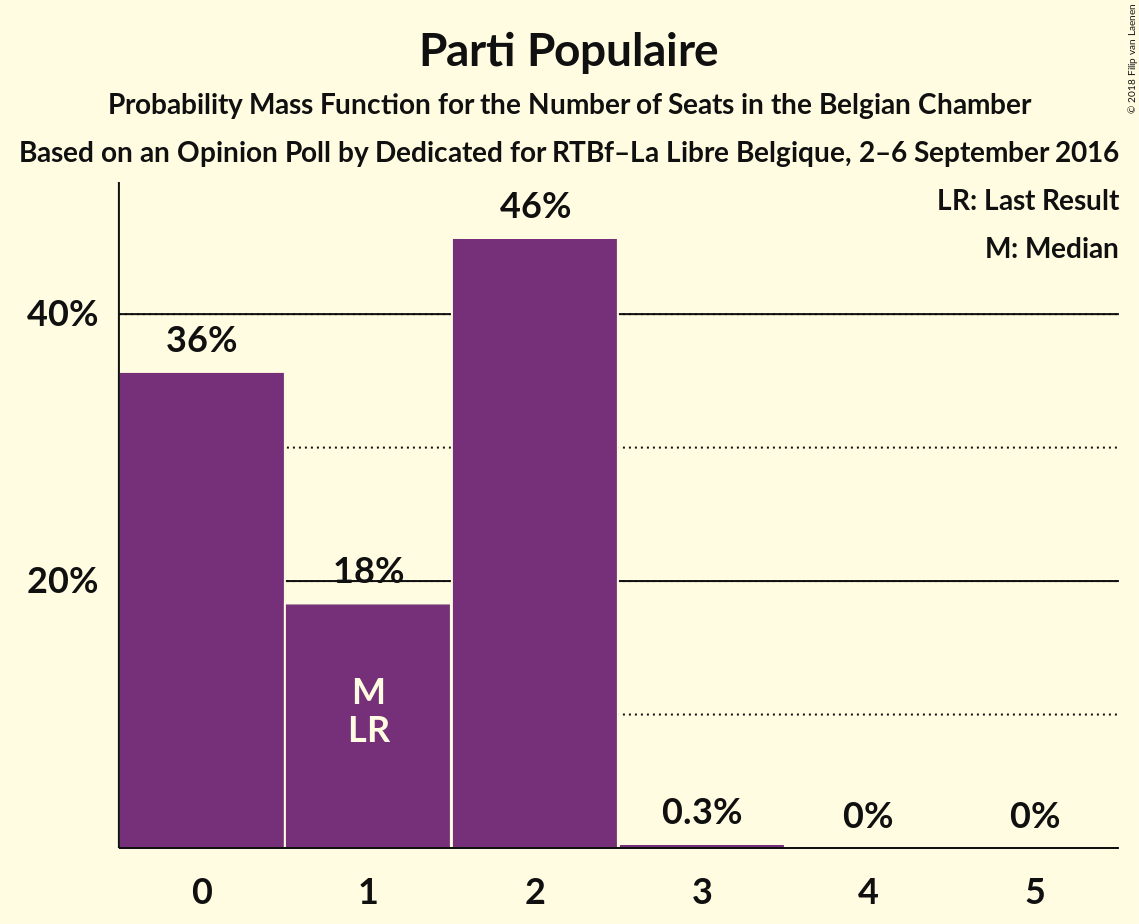 Parti Populaire
Probability Mass Function for the Number of Seats in the Belgian Chamber
Based on an Opinion Poll by Dedicated for RTBf–La Libre Belgique, 2–6 September 2016
© 2018 Filip van Laenen
LR: Last Result
M: Median
46%
40%
36%
20%
18%
M
LR
0.3%
0%
0%
0 1 2 3 4 5